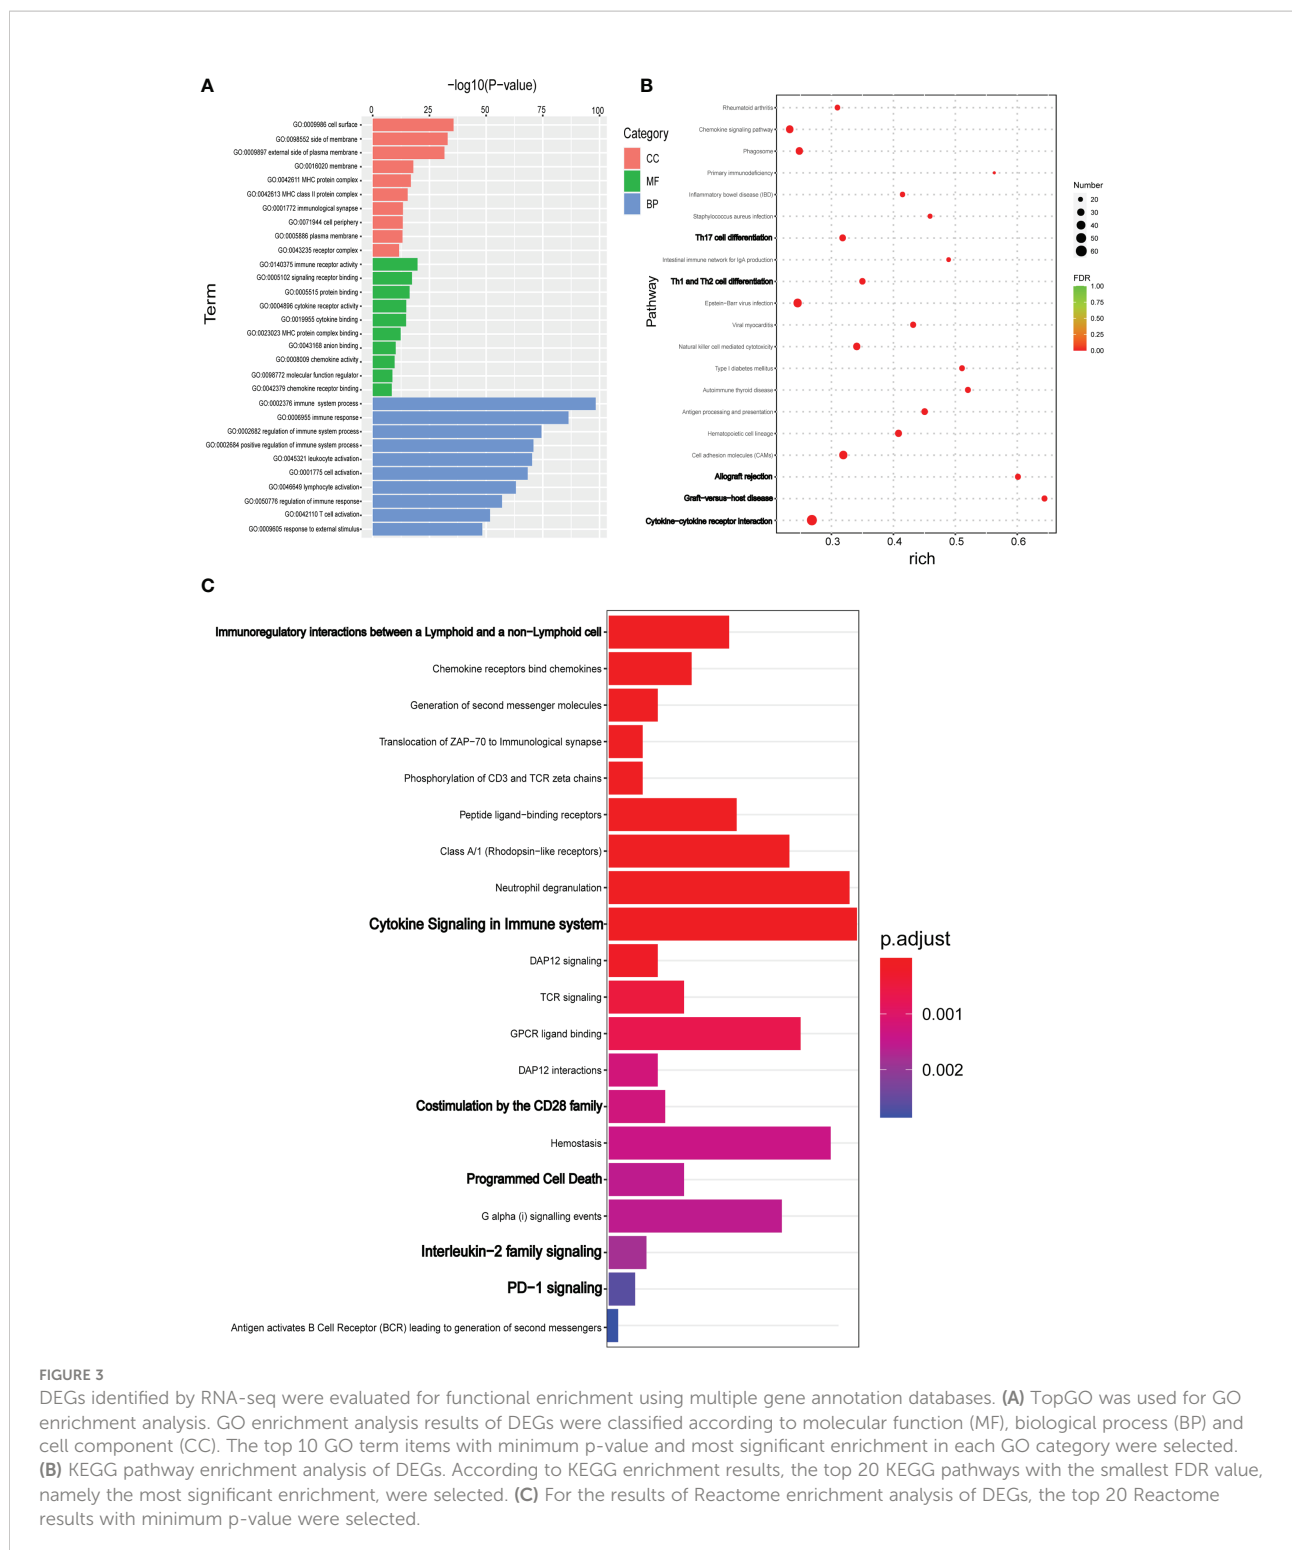 A
−log10(P−value)
0 25 50 75 100
Term
GO:0009986 cell surface
GO:0098552 side of membrane
GO:0009897 external side of plasma membrane
GO:0016020 membrane
GO:0042611 MHC protein complex
GO:0042613 MHC class II protein complex
GO:0001772 immunological synapse
GO:0071944 cell periphery
GO:0005886 plasma membrane
GO:0043235 receptor complex
GO:0140375 immune receptor activity
GO:0005102 signaling receptor binding
GO:0005515 protein binding
GO:0004896 cytokine receptor activity
GO:0019955 cytokine binding
GO:0023023 MHC protein complex binding
GO:0043168 anion binding
GO:0008009 chemokine activity
GO:0098772 molecular function regulator
GO:0042379 chemokine receptor binding
GO:0002376 immune system process
GO:0006955 immune response
GO:0002682 regulation of immune system process
GO:0002684 positive regulation of immune system process
GO:0045321 leukocyte activation
GO:0001775 cell activation
GO:0046649 lymphocyte activation
GO:0050776 regulation of immune response
GO:0042110 T cell activation
GO:0009605 response to external stimulus
Category
CC
MF
BP
B
Pathway
Rheumatoid arthritis
Chemokine signaling pathway
Phagosome
Primary immunodeficiency
Inflammatory bowel disease (IBD)
Staphylococcus aureus infection
Th17 cell differentiation
Intestinal immune network for IgA production
Th1 and Th2 cell differentiation
Epstein−Barr virus infection
Viral myocarditis
Natural killer cell mediated cytotoxicity
Type I diabetes mellitus
Autoimmune thyroid disease
Antigen processing and presentation
Hematopoietic cell lineage
Cell adhesion molecules (CAMs)
Allograft rejection
Graft−versus−host disease
Cytokine−cytokine receptor interaction
0.3 0.4 0.5 0.6
rich
Number
20
30
40
50
60
FDR
1.00
0.75
0.50
0.25
0.00
C
Immunoregulatory interactions between a Lymphoid and a non−Lymphoid cell
Chemokine receptors bind chemokines
Generation of second messenger molecules
Translocation of ZAP−70 to Immunological synapse
Phosphorylation of CD3 and TCR zeta chains
Peptide ligand−binding receptors
Class A/1 (Rhodopsin−like receptors)
Neutrophil degranulation
Cytokine Signaling in Immune system
DAP12 signaling
TCR signaling
GPCR ligand binding
DAP12 interactions
Costimulation by the CD28 family
Hemostasis
Programmed Cell Death
G alpha (i) signalling events
Interleukin−2 family signaling
PD−1 signaling
Antigen activates B Cell Receptor (BCR) leading to generation of second messengers
p.adjust
0.001
0.002
FIGURE 3
DEGs identified by RNA-seq were evaluated for functional enrichment using multiple gene annotation databases. (A) TopGO was used for GO
enrichment analysis. GO enrichment analysis results of DEGs were classified according to molecular function (MF), biological process (BP) and
cell component (CC). The top 10 GO term items with minimum p-value and most significant enrichment in each GO category were selected.
(B) KEGG pathway enrichment analysis of DEGs. According to KEGG enrichment results, the top 20 KEGG pathways with the smallest FDR value,
namely the most significant enrichment, were selected. (C) For the results of Reactome enrichment analysis of DEGs, the top 20 Reactome
results with minimum p-value were selected.